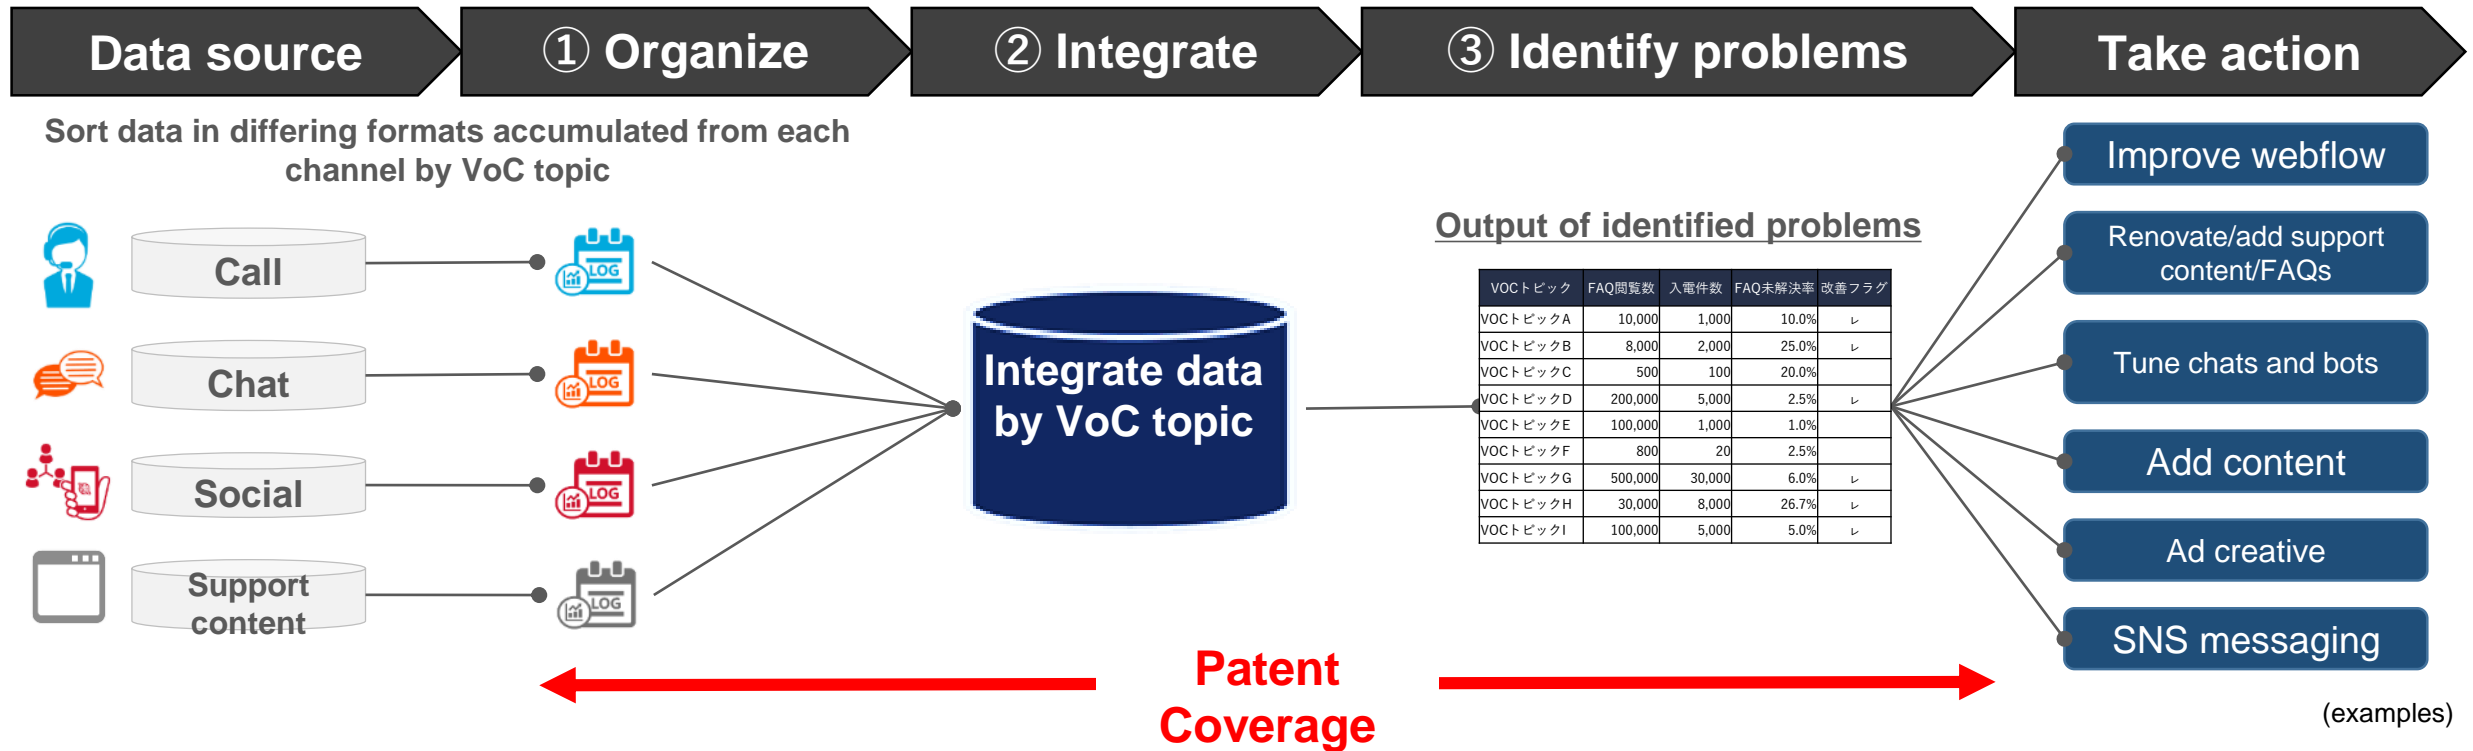 Data source
① Organize
② Integrate
③ Identify problems
Take action
Sort data in differing formats accumulated from each
channel by VoC topic
Call
LOG
Chat
LOG
Social
LOG
Support
content
LOG
Integrate data
by VoC topic
Output of identified problems
VOCトピック FAQ閲覧数 入電件数 FAQ未解決率 改善フラグ
VOCトピックA 10,000 1,000 10.0% レ
VOCトピックB 8,000 2,000 25.0% レ
VOCトピックC 500 100 20.0%
VOCトピックD 200,000 5,000 2.5% レ
VOCトピックE 100,000 1,000 1.0%
VOCトピックF 800 20 2.5%
VOCトピックG 500,000 30,000 6.0% レ
VOCトピックH 30,000 8,000 26.7% レ
VOCトピックI 100,000 5,000 5.0% レ
Improve webflow
Renovate/add support
content/FAQs
Tune chats and bots
Add content
Ad creative
SNS messaging
Patent
Coverage
(examples)